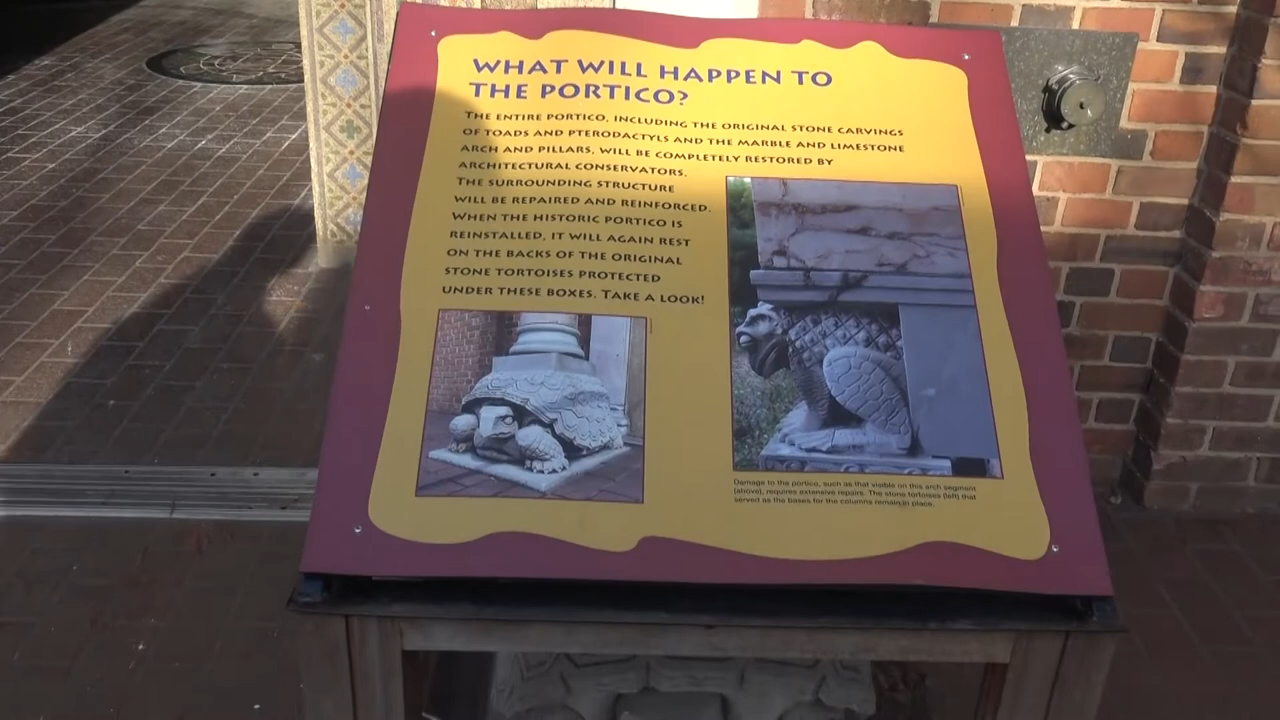 WHAT WILL HAPPEN TO
THE PORTICO?
THE ENTIRE PORTICO, INCLUDING THE ORIGINAL STONE CARVINGS
OF TOADS AND PTERODACTYLS AND THE MARBLE AND LIMESTONE
ARCH AND PILLARS, WILL BE COMPLETELY RESTORED BY
ARCHITECTURAL CONSERVATORS.
THE SURROUNDING STRUCTURE
WILL BE REPAIRED AND REINFORCED.
WHEN THE HISTORIC PORTICO IS
REINSTALLED, IT WILL AGAIN REST
ON THE BACKS OF THE ORIGINAL
STONE TORTOISES PROTECTED
UNDER THESE BOXES. TAKE A LOOK!
Damage to the portico, such as that visible on this arch segment
(above), requires extensive repairs. The stone tortoises (left) that
served as the bases for the columns remain in place.